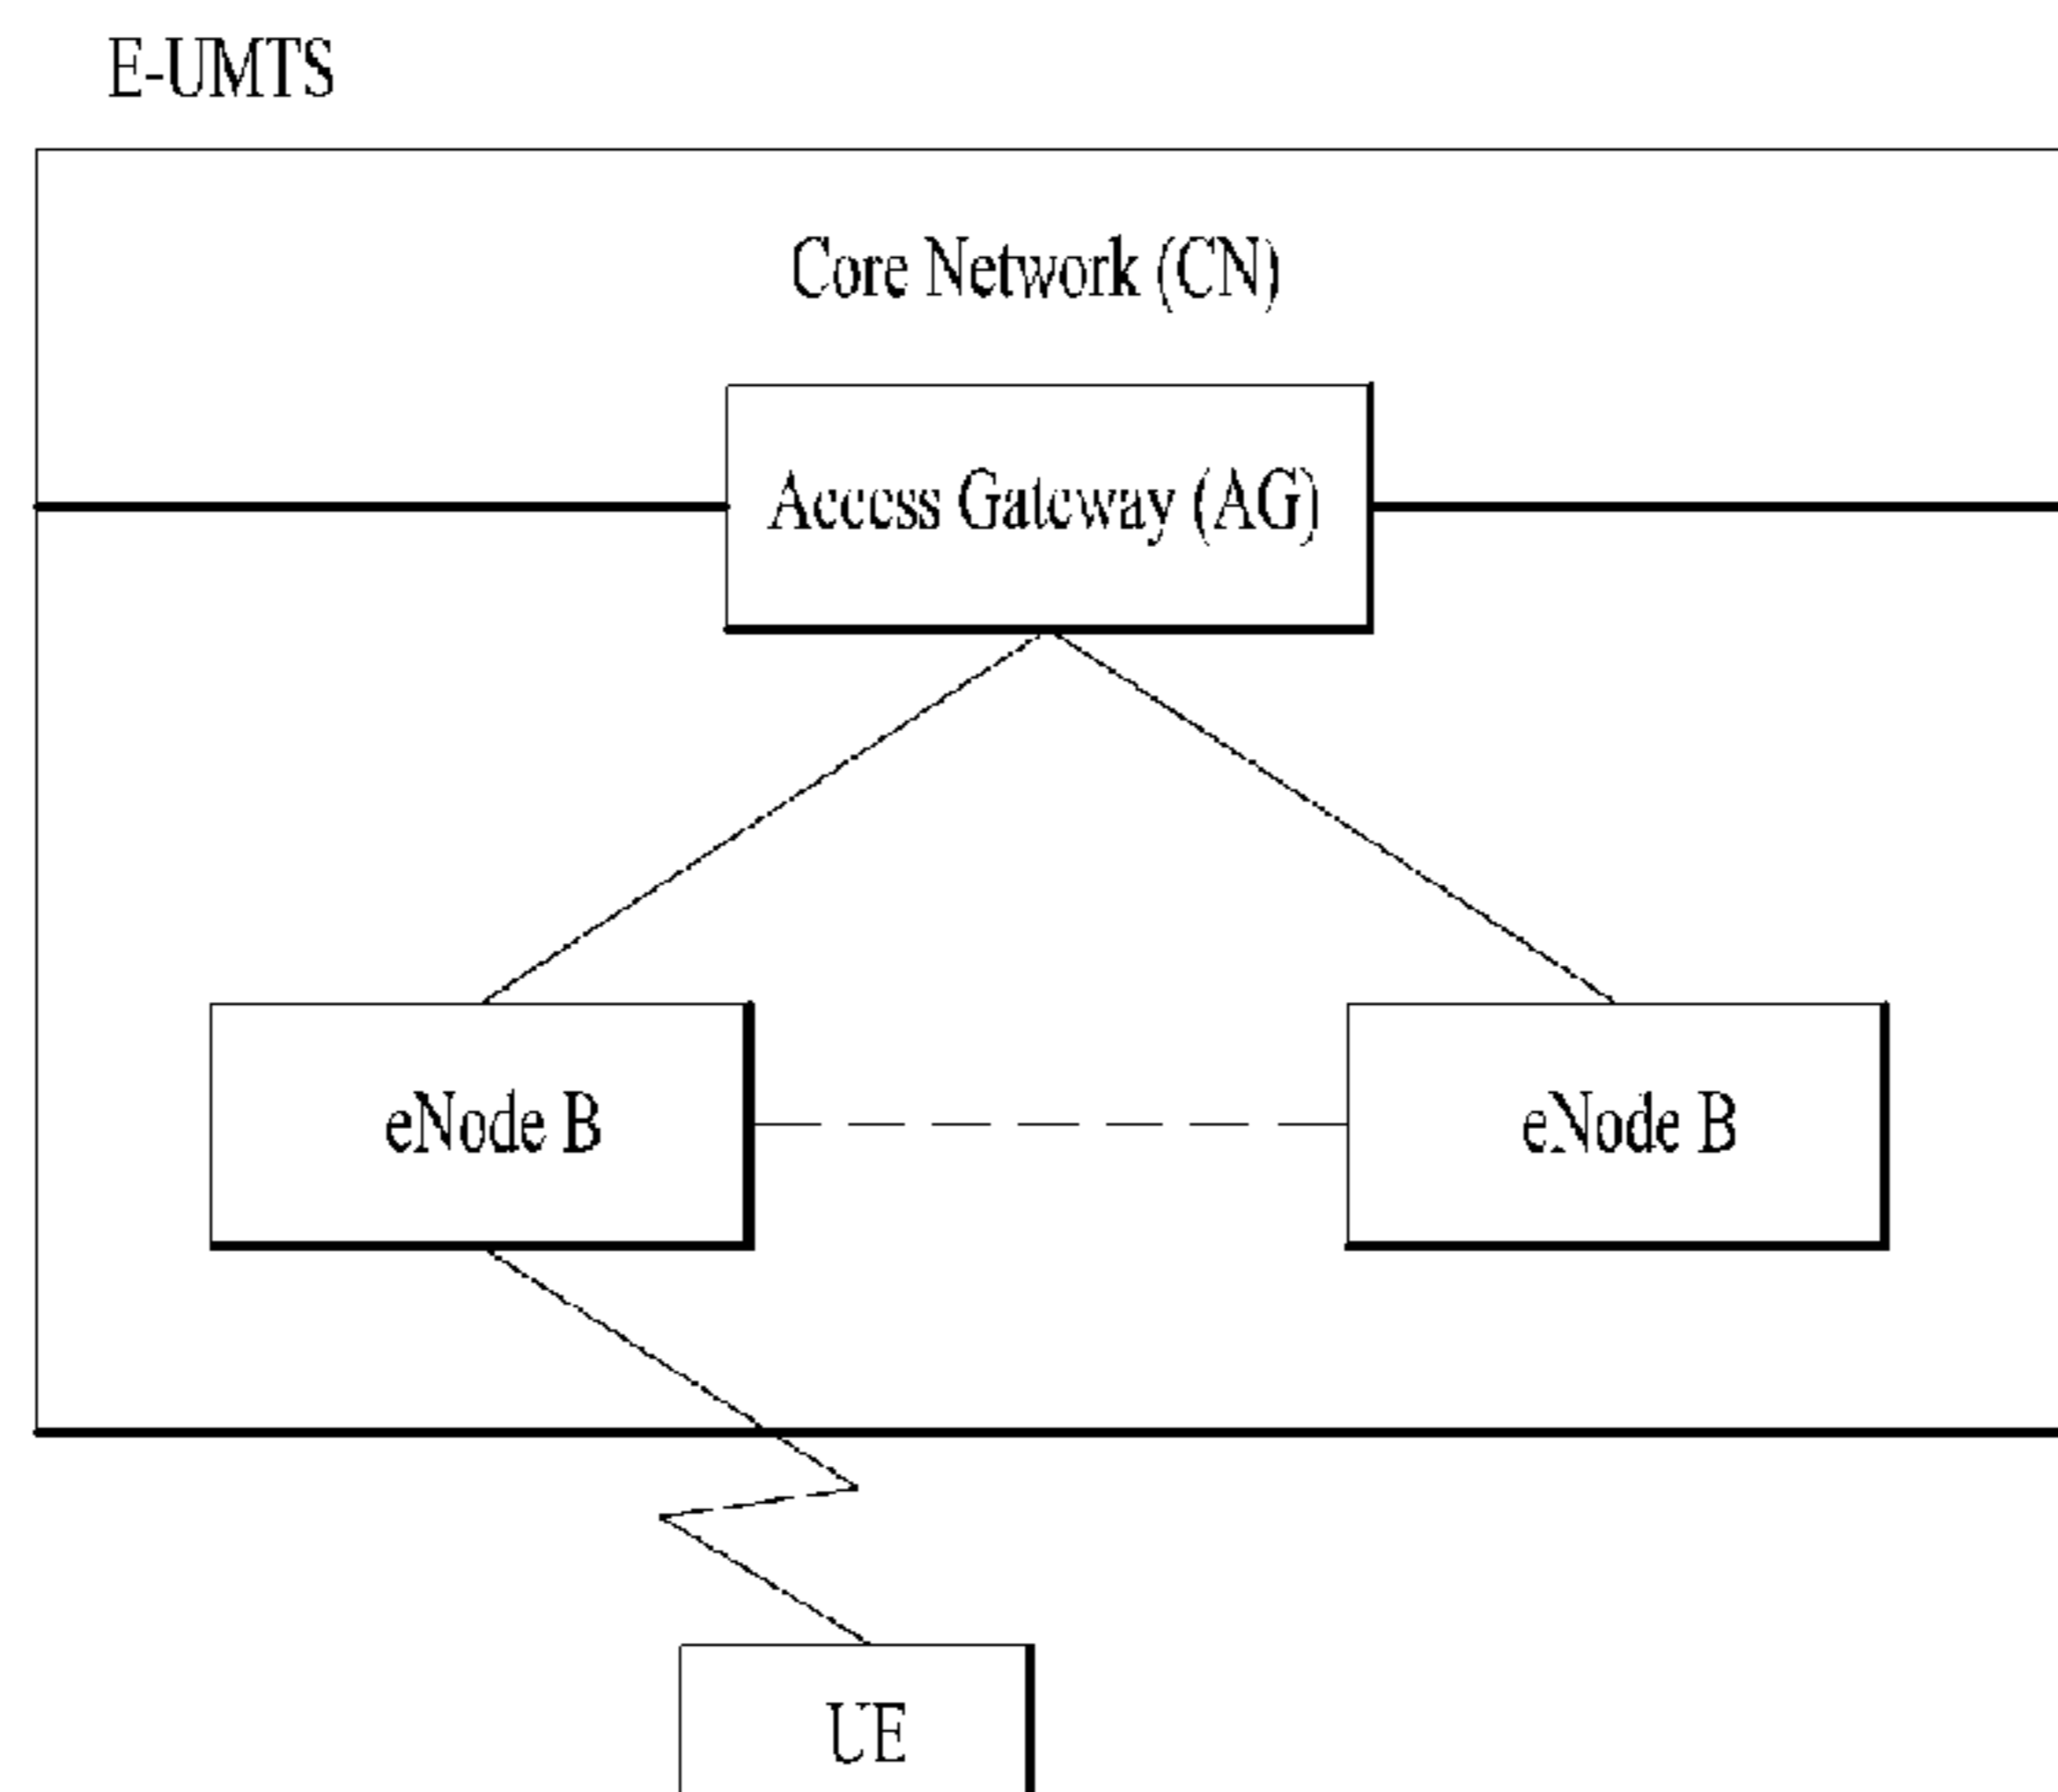 E-UMTS
Core Network (CN)
Access Gateway (AG)
eNode B
eNode B
UE